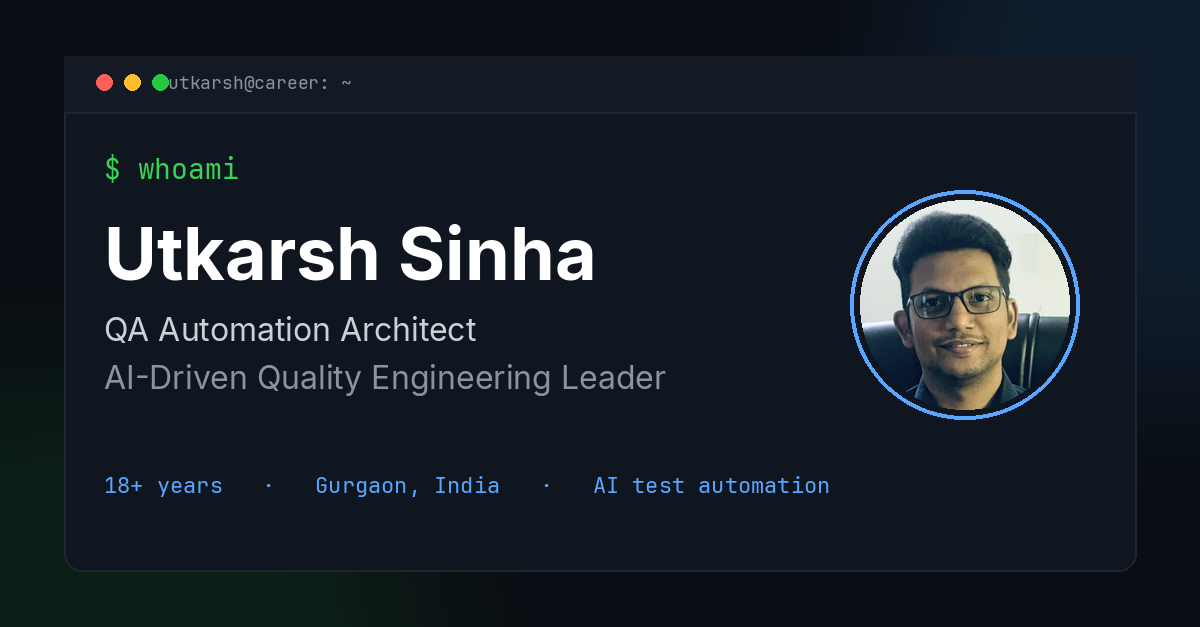 utkarsh@career: ~
$ whoami
Utkarsh Sinha
QA Automation Architect
AI-Driven Quality Engineering Leader
18+ years · Gurgaon, India · AI test automation